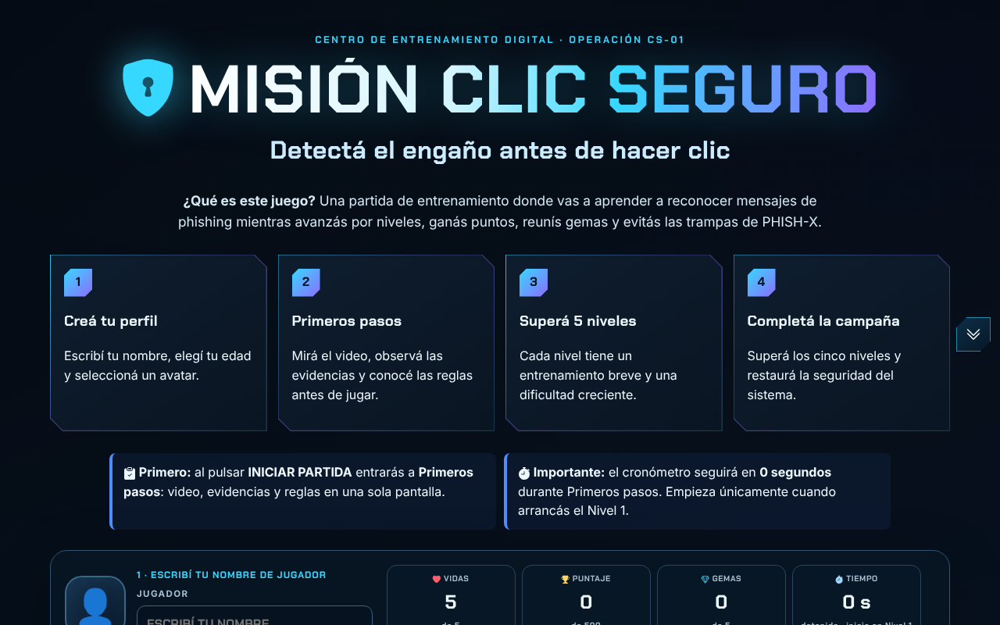 CENTRO DE ENTRENAMIENTO DIGITAL · OPERACIÓN CS-01
MISIÓN CLIC SEGURO
Detectá el engaño antes de hacer clic
¿Qué es este juego? Una partida de entrenamiento donde vas a aprender a reconocer mensajes de
phishing mientras avanzás por niveles, ganás puntos, reunís gemas y evitás las trampas de PHISH-X.
1
Creá tu perfil
Escribí tu nombre, elegí tu edad
y seleccioná un avatar.
2
Primeros pasos
Mirá el video, observá las
evidencias y conocé las reglas
antes de jugar.
3
Superá 5 niveles
Cada nivel tiene un
entrenamiento breve y una
dificultad creciente.
4
Completá la campaña
Superá los cinco niveles y
restaurá la seguridad del
sistema.
Primero: al pulsar INICIAR PARTIDA entrarás a Primeros
pasos: video, evidencias y reglas en una sola pantalla.
Importante: el cronómetro seguirá en 0 segundos
durante Primeros pasos. Empieza únicamente cuando
arrancás el Nivel 1.
1 · ESCRIBÍ TU NOMBRE DE JUGADOR
JUGADOR
ESCRIBÍ TU NOMBRE
VIDAS
5
de 5
PUNTAJE
0
de 500
GEMAS
0
de 5
TIEMPO
0 s
detenido · inicia en Nivel 1